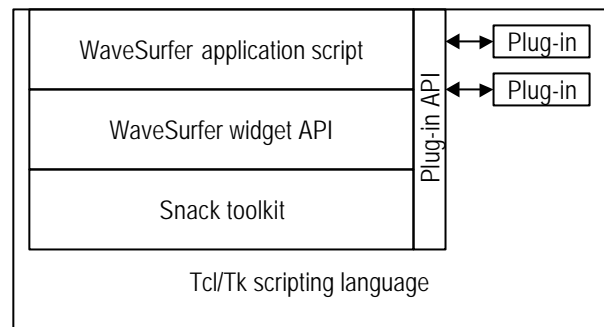 WaveSurfer application script
WaveSurfer widget API
Snack toolkit
Plug-in API
Plug-in
Plug-in
Tcl/Tk scripting language